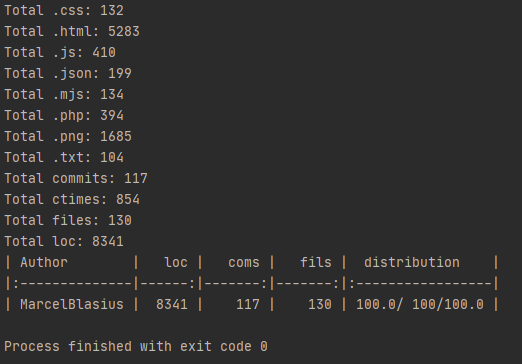 Total .css: 132
Total .html: 5283
Total .js: 410
Total .json: 199
Total .mjs: 134
Total .php: 394
Total .png: 1685
Total .txt: 104
Total commits: 117
Total ctimes: 854
Total files: 130
Total loc: 8341
| Author        |   loc |   coms |   fils |  distribution    |
|:--------------|------:|-------:|-------:|:-----------------|
| MarcelBlasius |  8341 |    117 |    130 | 100.0/ 100/100.0 |
Process finished with exit code 0